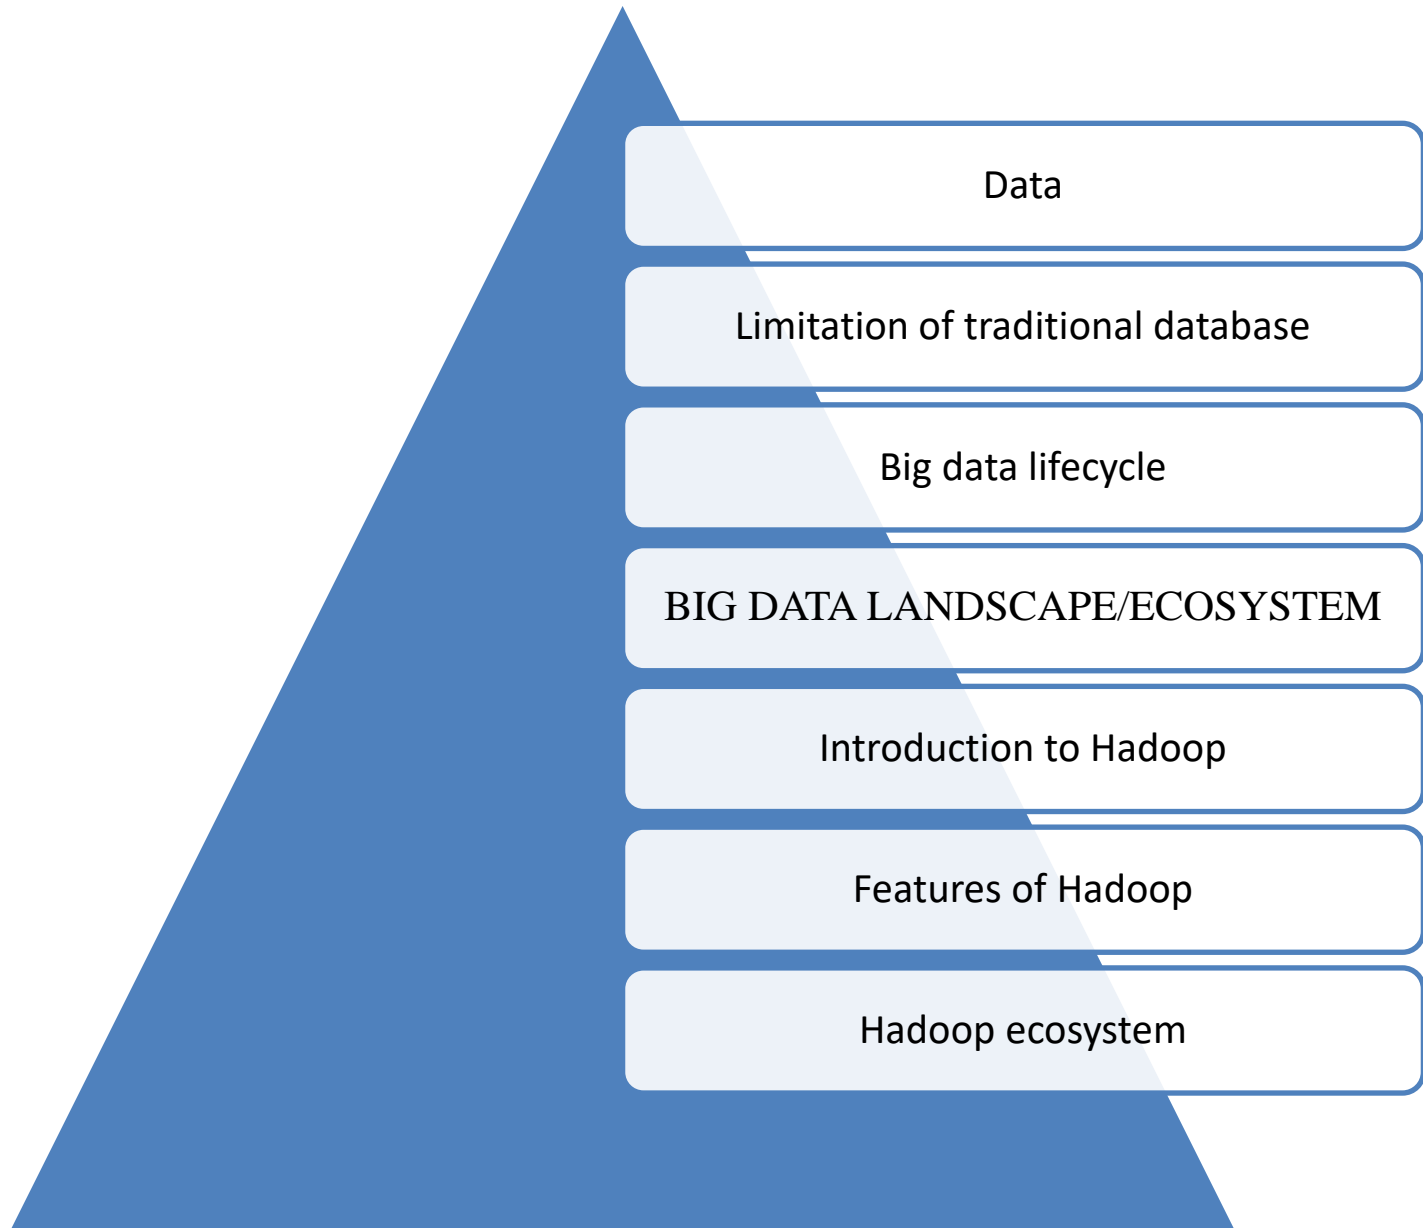 Data
Limitation of traditional database
Big data lifecycle
BIG DATA LANDSCAPE/ECOSYSTEM
Introduction to Hadoop
Features of Hadoop
Hadoop ecosystem